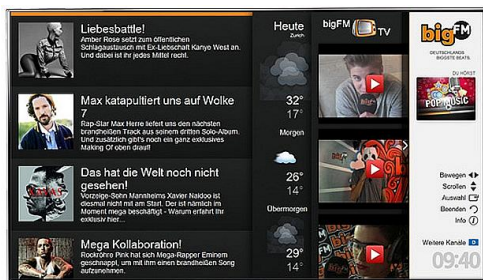 Liebesbattle!
Amber Rose setzt zum öffentlichen
Schlagaustausch mit Ex-Liebschaft Kanye West an.
Und dabei ist ihr jedes Mittel recht.
Max katapultiert uns auf Wolke
7
Rap-Star Max Herre liefert uns den nächsten
brandheißen Track aus seinem dritten Solo-Album.
Und zusätzlich gibt's noch ein ganz exklusives
Making Of oben drauf!
Das hat die Welt noch nicht
gesehen!
Vorzeige-Sohn Mannheims Xavier Naidoo ist
diesmal nicht mit am Start. Der ist nämlich im
Moment mega beschäftigt - Warum erfahrt Ihr
exklusiv hier...
Mega Kollaboration!
Rockröhre Pink hat sich Mega-Rapper Eminem
geschnappt, um mit ihm einen brandheißen Song
aufzunehmen.
Heute
Zürich
32°
17°
Morgen
26°
14°
Übermorgen
29°
14°
bigFM TV
bigFM
DEUTSCHLANDS
BIGGSTE BEATS.
DU HÖRST
POP MUSIC
Bewegen
Scrollen
Auswahl
Beenden
Info
Weitere Kanäle
09:40